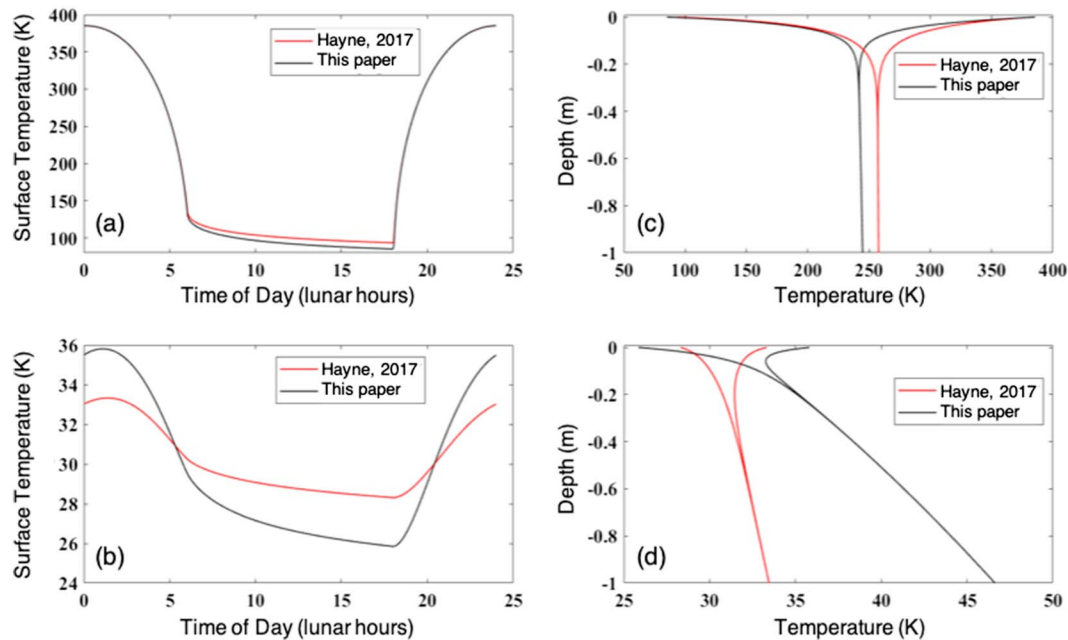 Surface Temperature (K)
400
350
300
250
200
150
100
0
5
10
15
20
25
Time of Day (lunar hours)
Hayne, 2017
This paper
(a)
Depth (m)
0
-0.2
-0.4
-0.6
-0.8
-1
50
100
150
200
250
300
350
400
Temperature (K)
Hayne, 2017
This paper
(c)
Surface Temperature (K)
36
34
32
30
28
26
24
0
5
10
15
20
25
Time of Day (lunar hours)
Hayne, 2017
This paper
(b)
Depth (m)
0
-0.2
-0.4
-0.6
-0.8
-1
25
30
35
40
45
50
Temperature (K)
Hayne, 2017
This paper
(d)